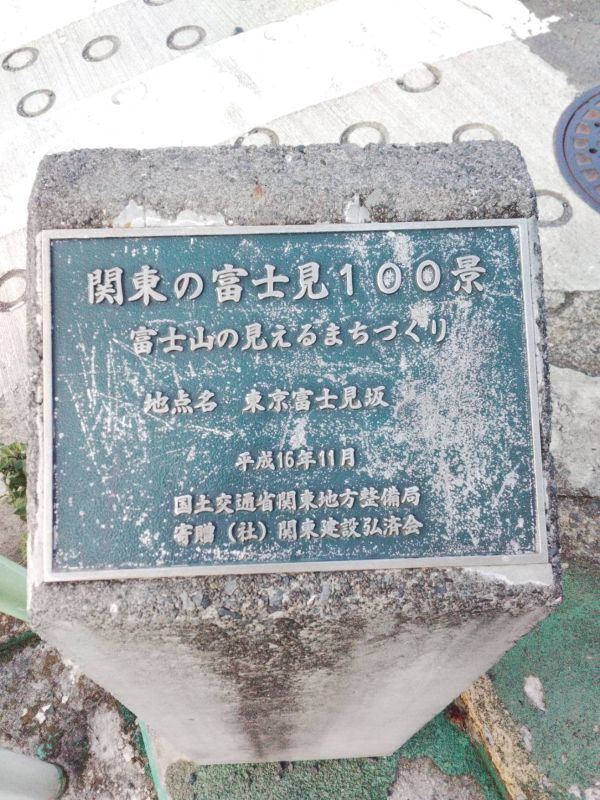 関東の富士見１００景
富士山の見えるまちづくり
地点名　東京富士見坂
平成16年11月
国土交通省関東地方整備局
寄贈（社）関東建設弘済会